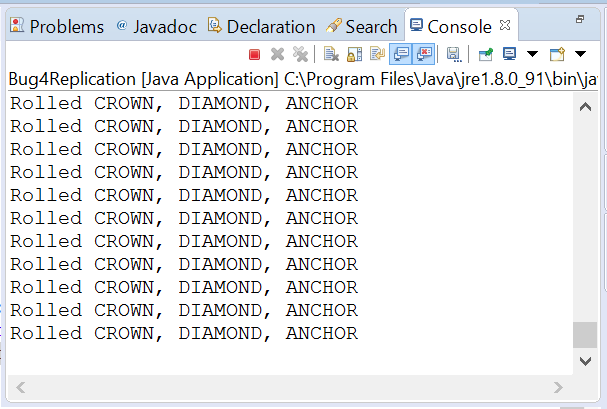 Problems @ Javadoc Declaration Search Console
Bug4Replication [Java Application] C:\Program Files\Java\jre1.8.0_91\bin\ja
Rolled CROWN, DIAMOND, ANCHOR
Rolled CROWN, DIAMOND, ANCHOR
Rolled CROWN, DIAMOND, ANCHOR
Rolled CROWN, DIAMOND, ANCHOR
Rolled CROWN, DIAMOND, ANCHOR
Rolled CROWN, DIAMOND, ANCHOR
Rolled CROWN, DIAMOND, ANCHOR
Rolled CROWN, DIAMOND, ANCHOR
Rolled CROWN, DIAMOND, ANCHOR
Rolled CROWN, DIAMOND, ANCHOR
Rolled CROWN, DIAMOND, ANCHOR